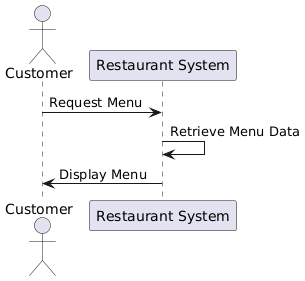 Customer
Restaurant System
Request Menu
Retrieve Menu Data
Display Menu
Customer
Restaurant System